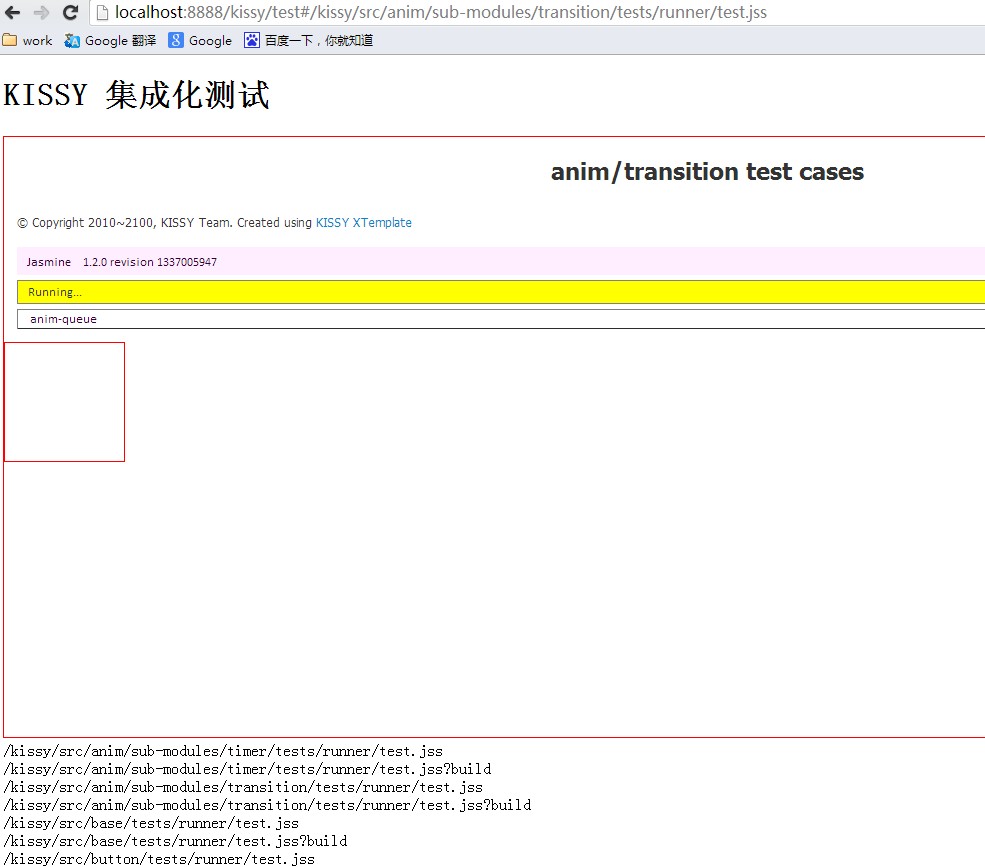 localhost:8888/kissy/test#/kissy/src/anim/sub-modules/transition/tests/runner/test.jss
work Google 翻译 Google 百度一下，你就知道
KISSY 集成化测试
anim/transition test cases
© Copyright 2010~2100, KISSY Team. Created using KISSY XTemplate
Jasmine 1.2.0 revision 1337005947
Running...
anim-queue
/kissy/src/anim/sub-modules/timer/tests/runner/test.jss
/kissy/src/anim/sub-modules/timer/tests/runner/test.jss?build
/kissy/src/anim/sub-modules/transition/tests/runner/test.jss
/kissy/src/anim/sub-modules/transition/tests/runner/test.jss?build
/kissy/src/base/tests/runner/test.jss
/kissy/src/base/tests/runner/test.jss?build
/kissy/src/button/tests/runner/test.jss